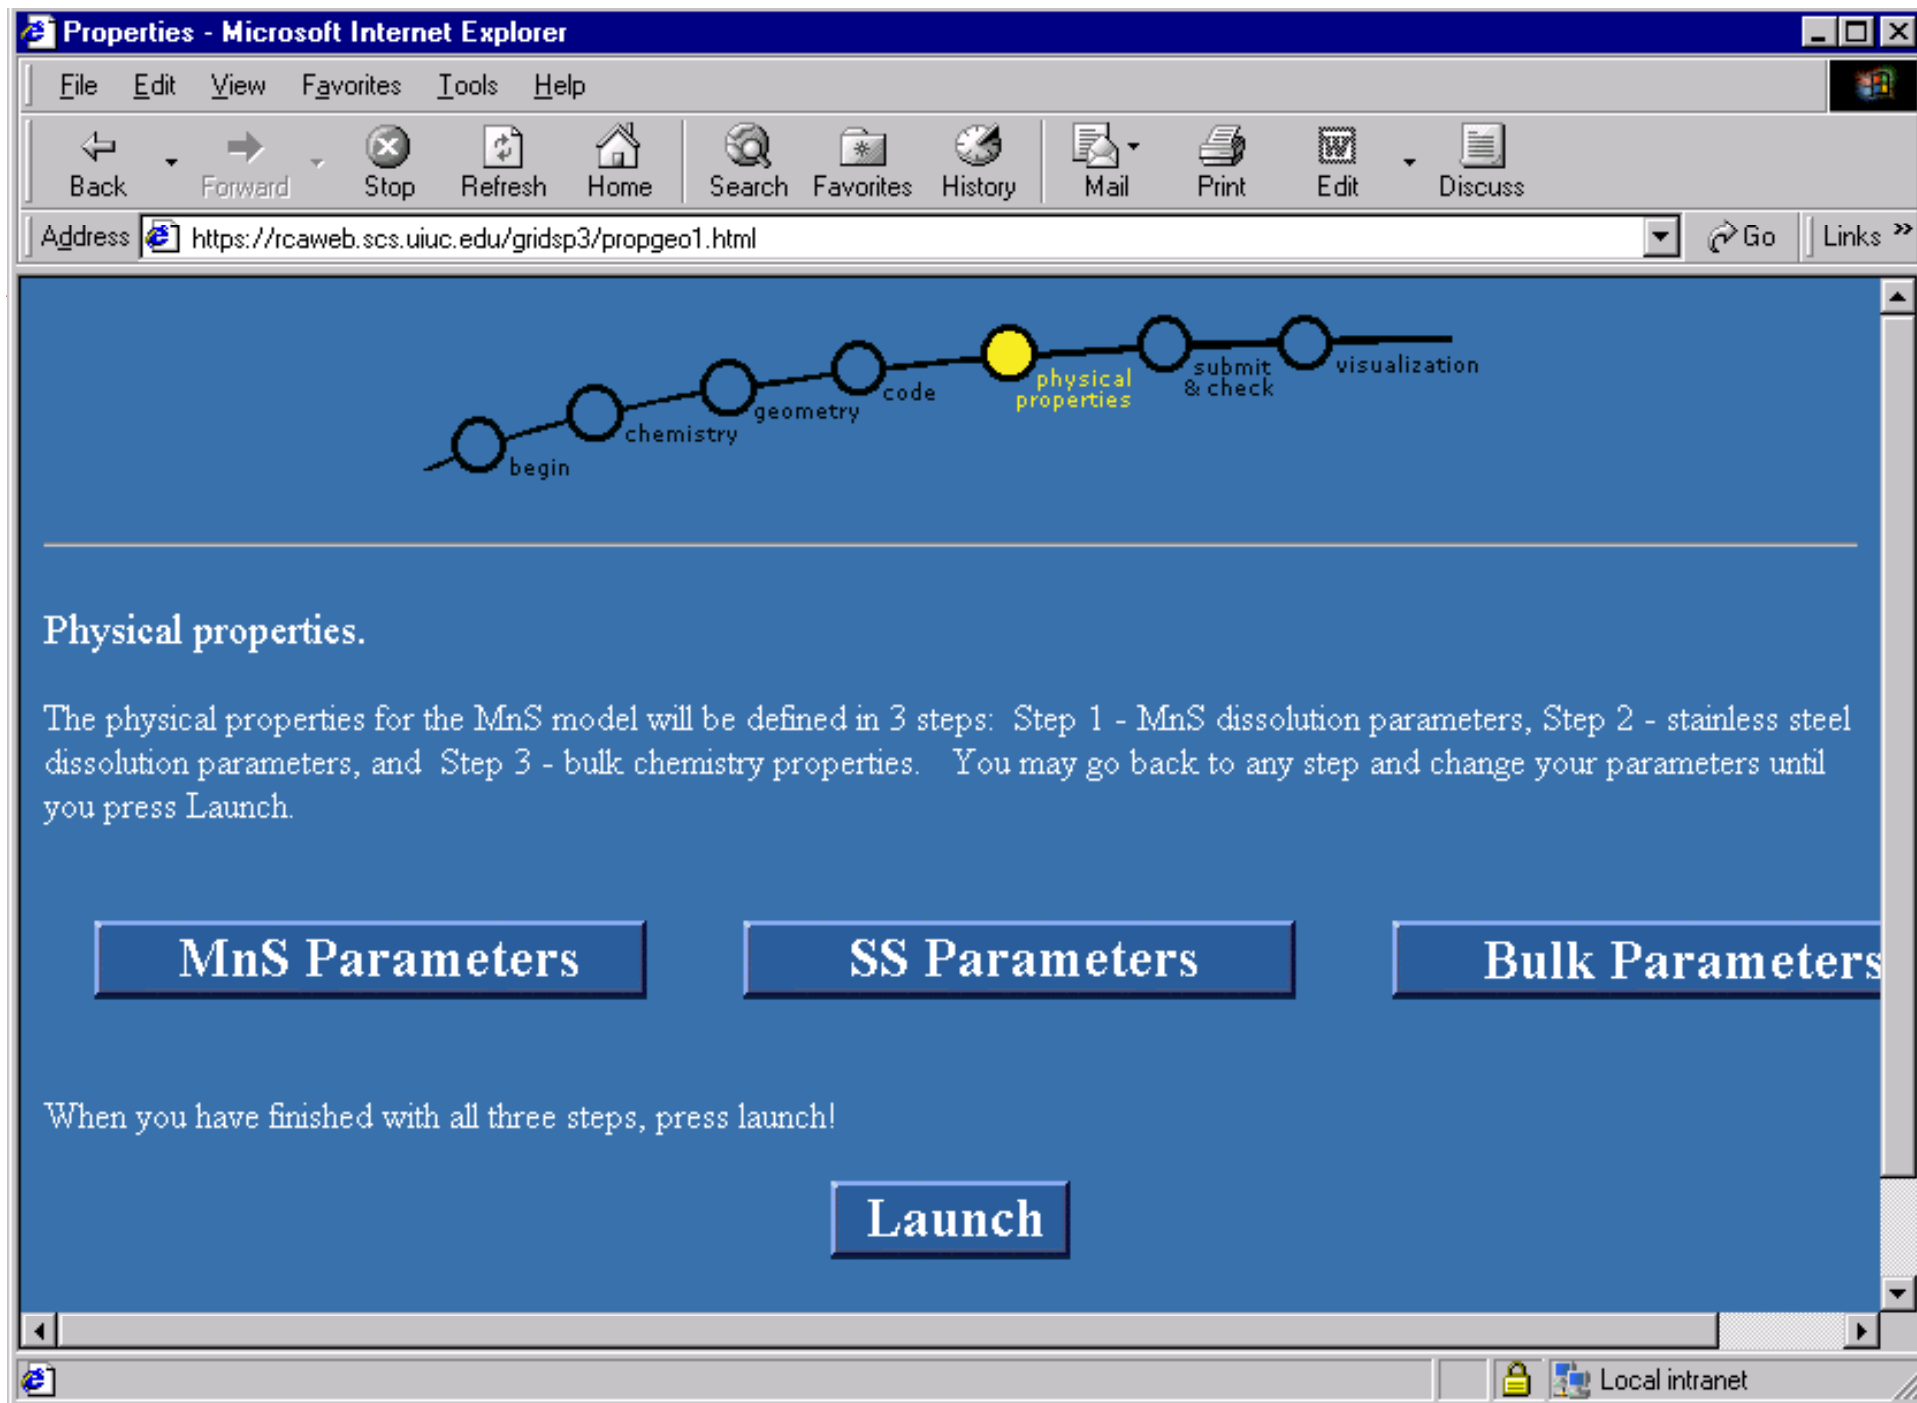 Properties - Microsoft Internet Explorer
File Edit View Favorites Tools Help
Back Forward Stop Refresh Home Search Favorites History Mail Print Edit Discuss
Address https://rcaweb.scs.uiuc.edu/gridsp3/propgeo1.html Go Links »
begin
chemistry
geometry
code
physical
properties
submit
& check
visualization
Physical properties.
The physical properties for the MnS model will be defined in 3 steps: Step 1 - MnS dissolution parameters, Step 2 - stainless steel
dissolution parameters, and Step 3 - bulk chemistry properties. You may go back to any step and change your parameters until
you press Launch.
MnS Parameters SS Parameters Bulk Parameters
When you have finished with all three steps, press launch!
Launch
Local intranet